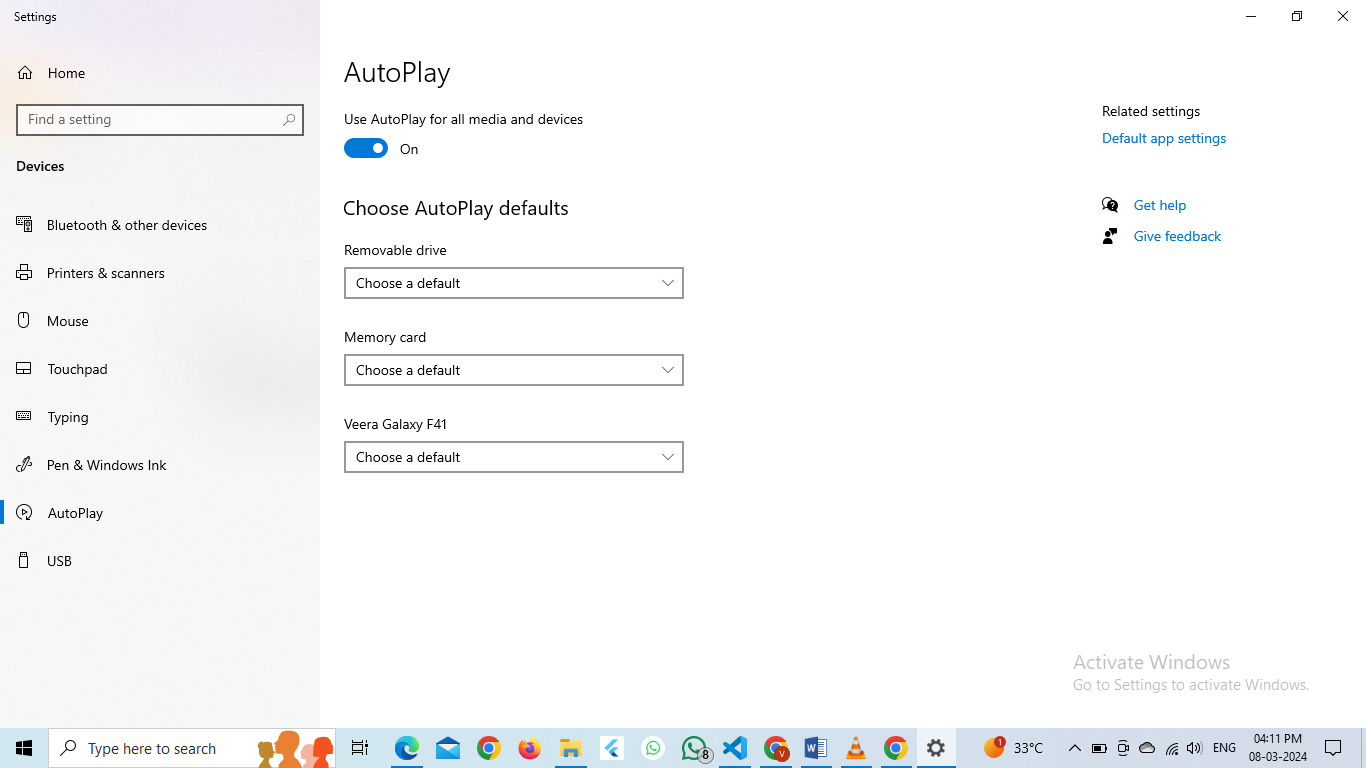 Settings
Home
Find a setting
Devices
Bluetooth & other devices
Printers & scanners
Mouse
Touchpad
Typing
Pen & Windows Ink
AutoPlay
USB
AutoPlay
Use AutoPlay for all media and devices
On
Choose AutoPlay defaults
Removable drive
Choose a default
Memory card
Choose a default
Veera Galaxy F41
Choose a default
Related settings
Default app settings
Get help
Give feedback
Activate Windows
Go to Settings to activate Windows.
Type here to search
8
V
1
33°C
ENG
04:11 PM
08-03-2024